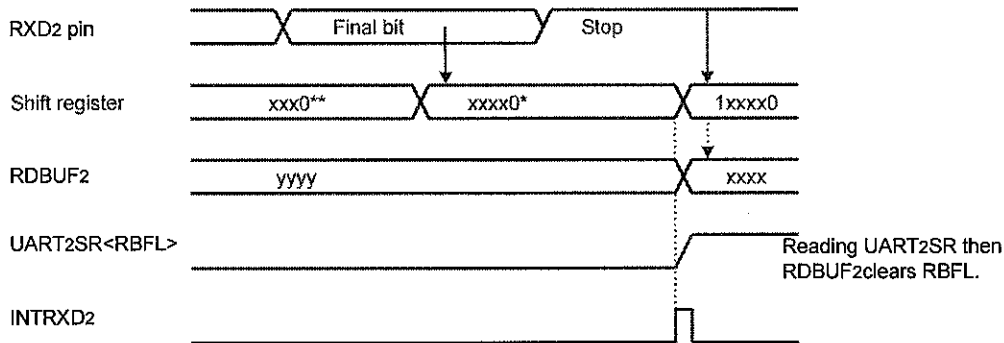 RXD2 pin Final bit Stop
Shift register xxx0** xxxx0* 1xxxx0
RDBUF2 yyyy xxxx
UART2SR<RBFL> Reading UART2SR then
RDBUF2clears RBFL.
INTRXD2